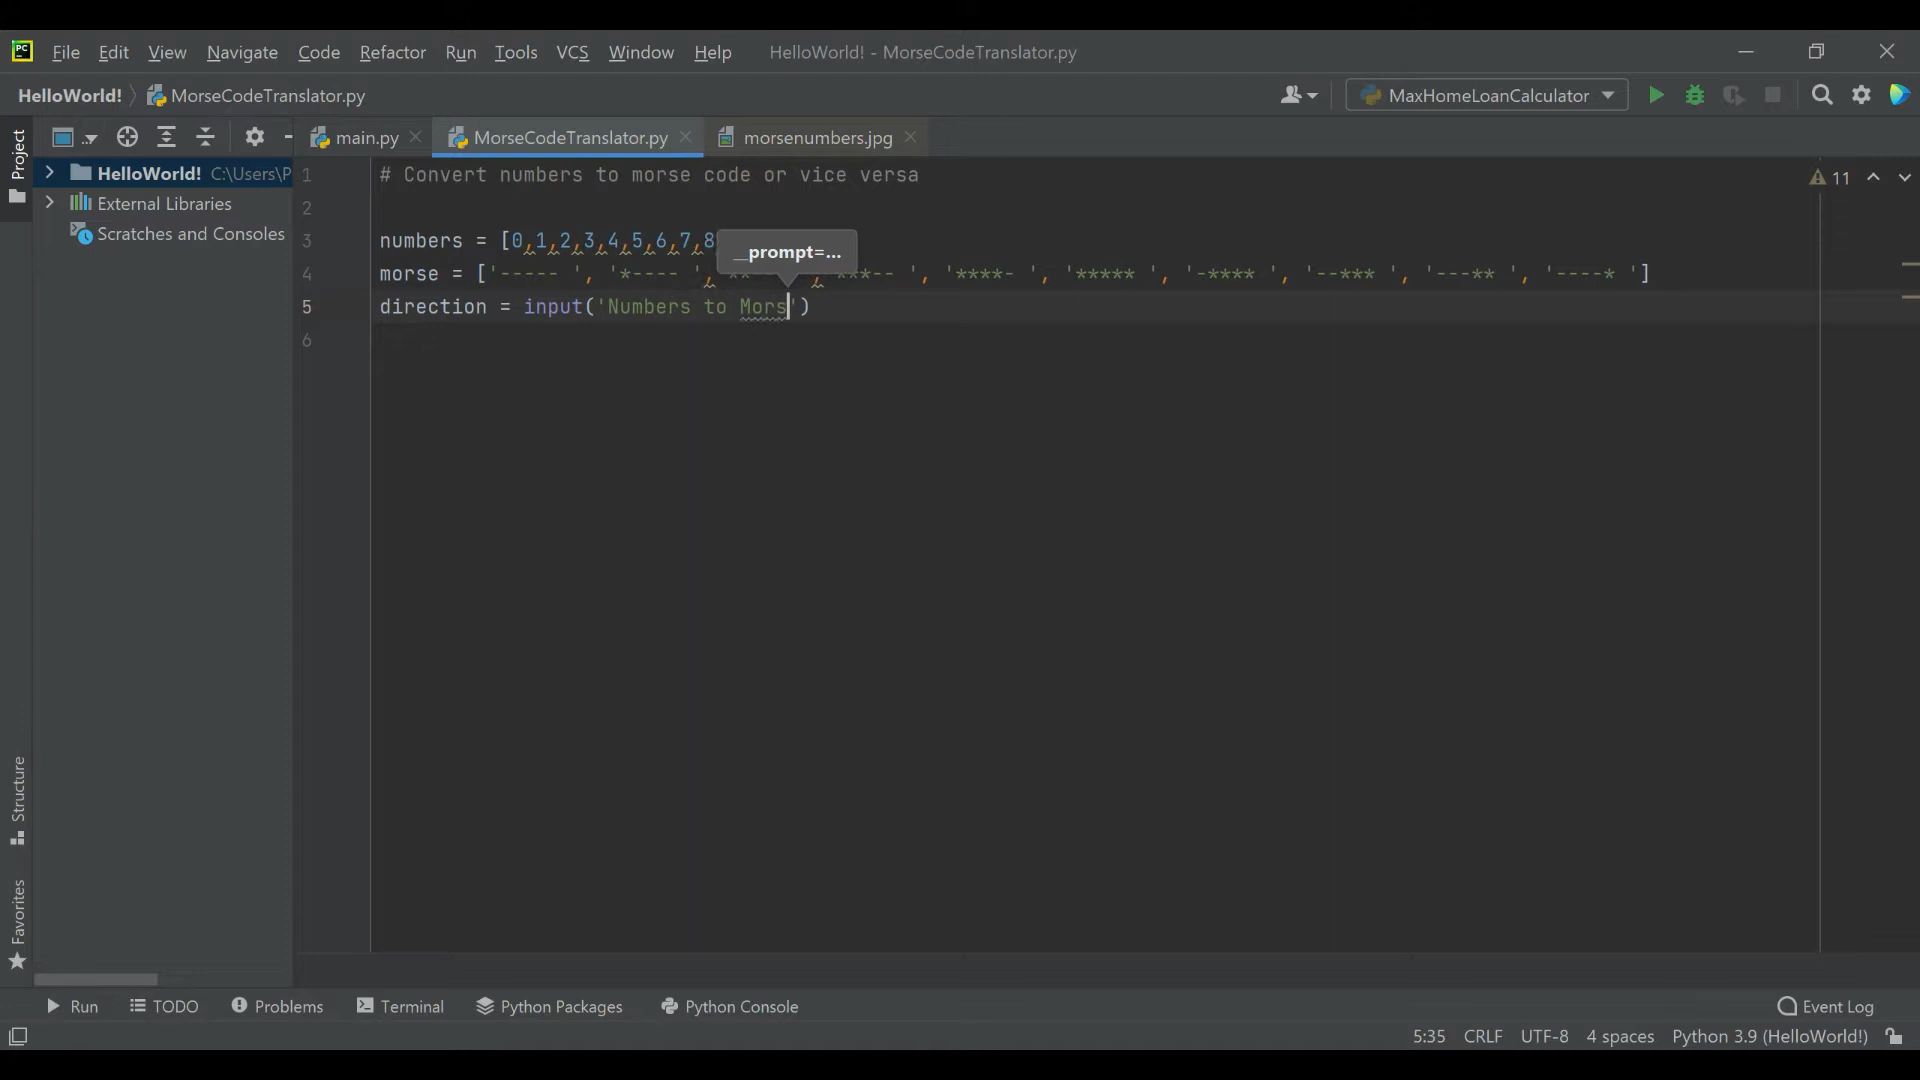 PC File Edit View Navigate Code Refactor Run Tools VCS Window Help HelloWorld! - MorseCodeTranslator.py
HelloWorld! MorseCodeTranslator.py MaxHomeLoanCalculator
main.py MorseCodeTranslator.py morsenumbers.jpg
Project
HelloWorld! C:\Users\P
External Libraries
Scratches and Consoles
1 # Convert numbers to morse code or vice versa
11
2
3 numbers = [0,1,2,3,4,5,6,7,8
__prompt=...
4 morse = ['----- ', '*---- ', '** ', '***-- ', '****- ', '***** ', '-**** ', '--*** ', '---** ', '----* ']
5 direction = input('Numbers to Mors')
6
Structure
Favorites
Run TODO Problems Terminal Python Packages Python Console Event Log
5:35 CRLF UTF-8 4 spaces Python 3.9 (HelloWorld!)